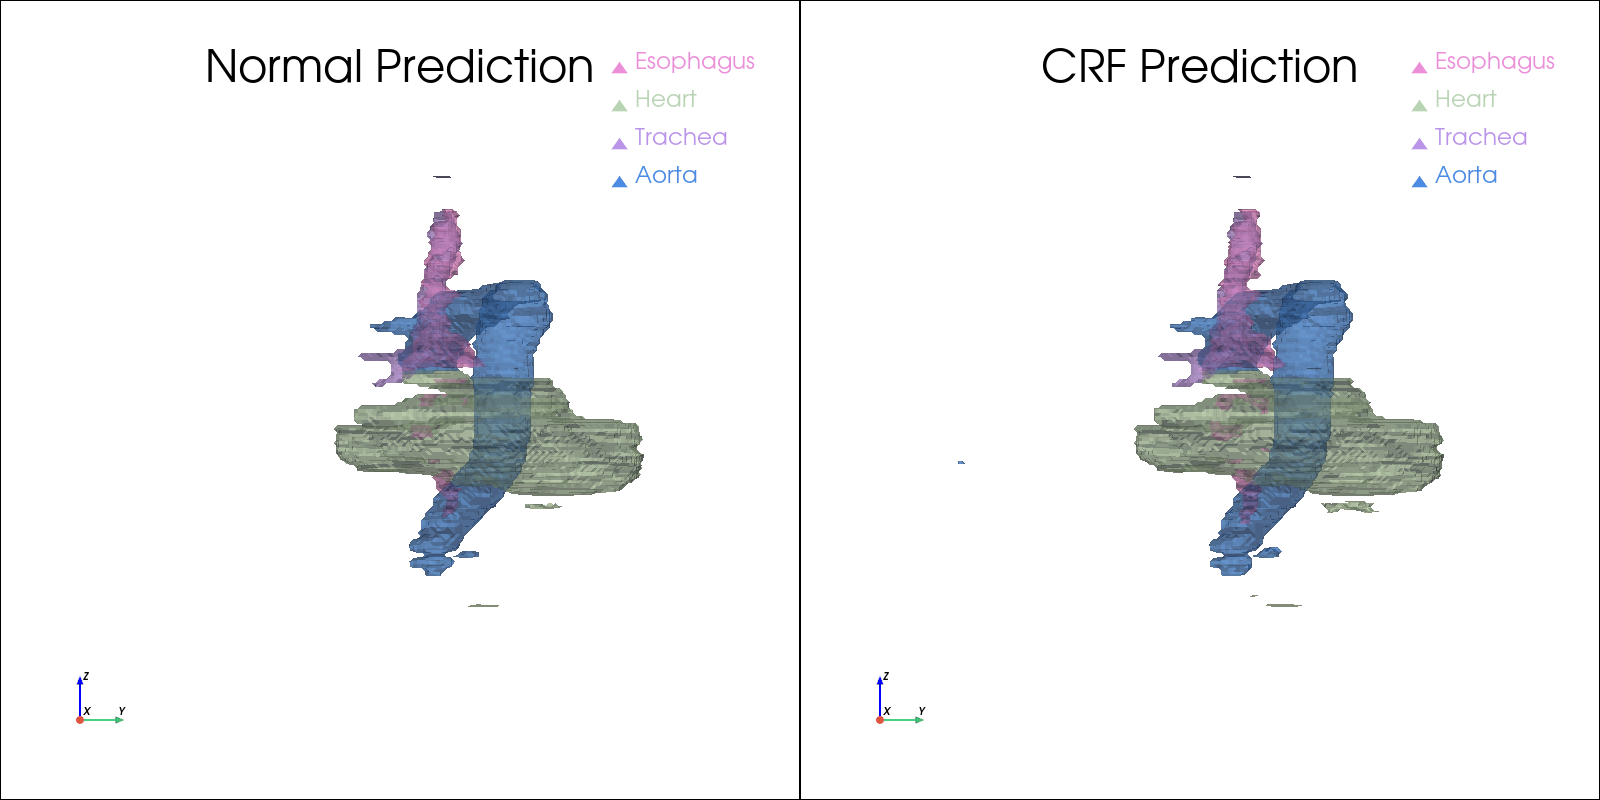 Normal Prediction
Esophagus
Heart
Trachea
Aorta
Z
X
Y
CRF Prediction
Esophagus
Heart
Trachea
Aorta
Z
X
Y